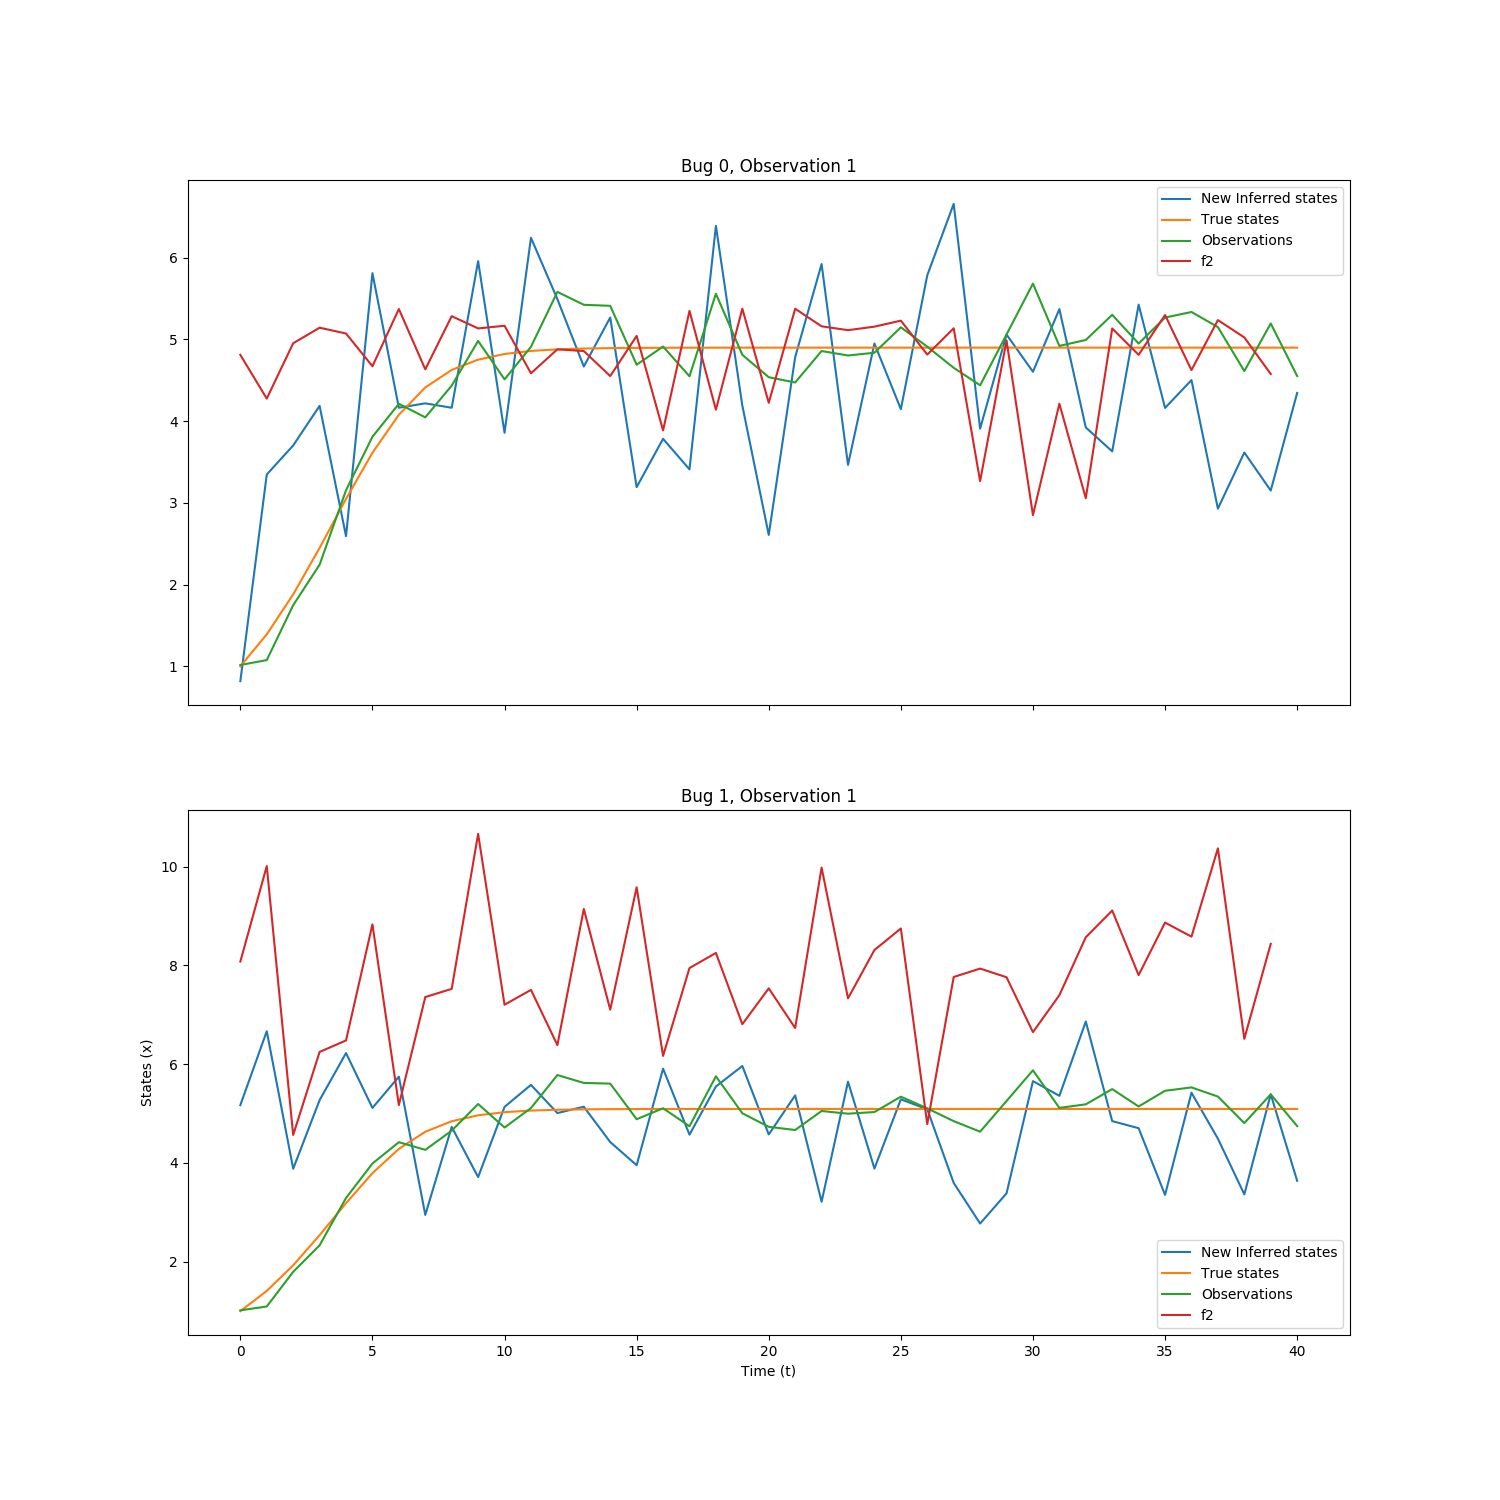 Bug 0, Observation 1
New Inferred states
True states
Observations
f2
6
5
4
3
2
1
Bug 1, Observation 1
10
8
6
4
2
States (x)
New Inferred states
True states
Observations
f2
0 5 10 15 20 25 30 35 40
Time (t)